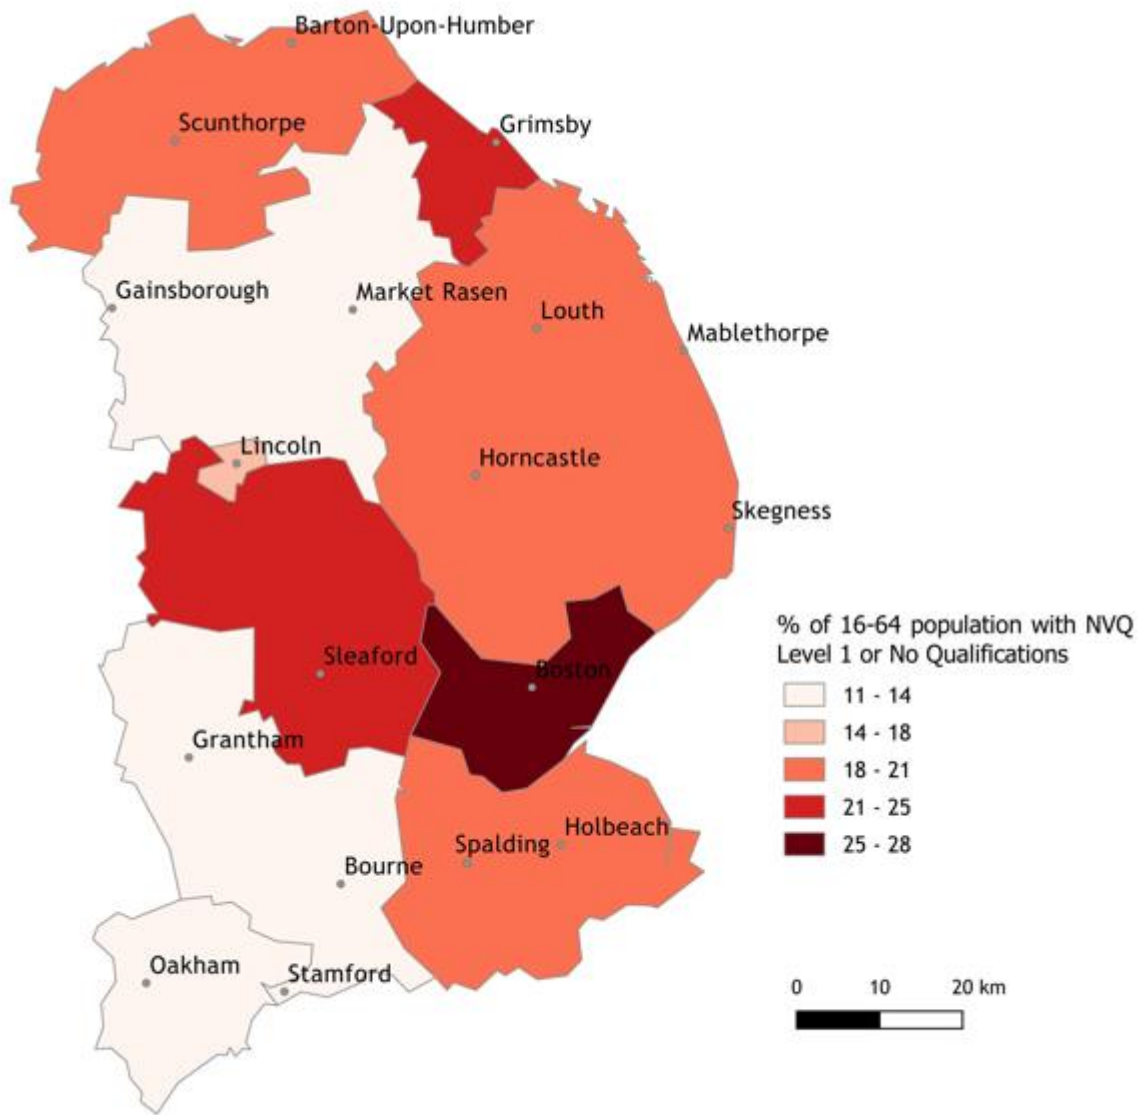 Barton-Upon-Humber
Scunthorpe
Grimsby
Gainsborough
Market Rasen
Louth
Mablethorpe
Lincoln
Horncastle
Skegness
% of 16-64 population with NVQ
Level 1 or No Qualifications
11 - 14
14 - 18
18 - 21
21 - 25
25 - 28
Sleaford
Boston
Grantham
Spalding
Holbeach
Bourne
Oakham
Stamford
0 10 20 km